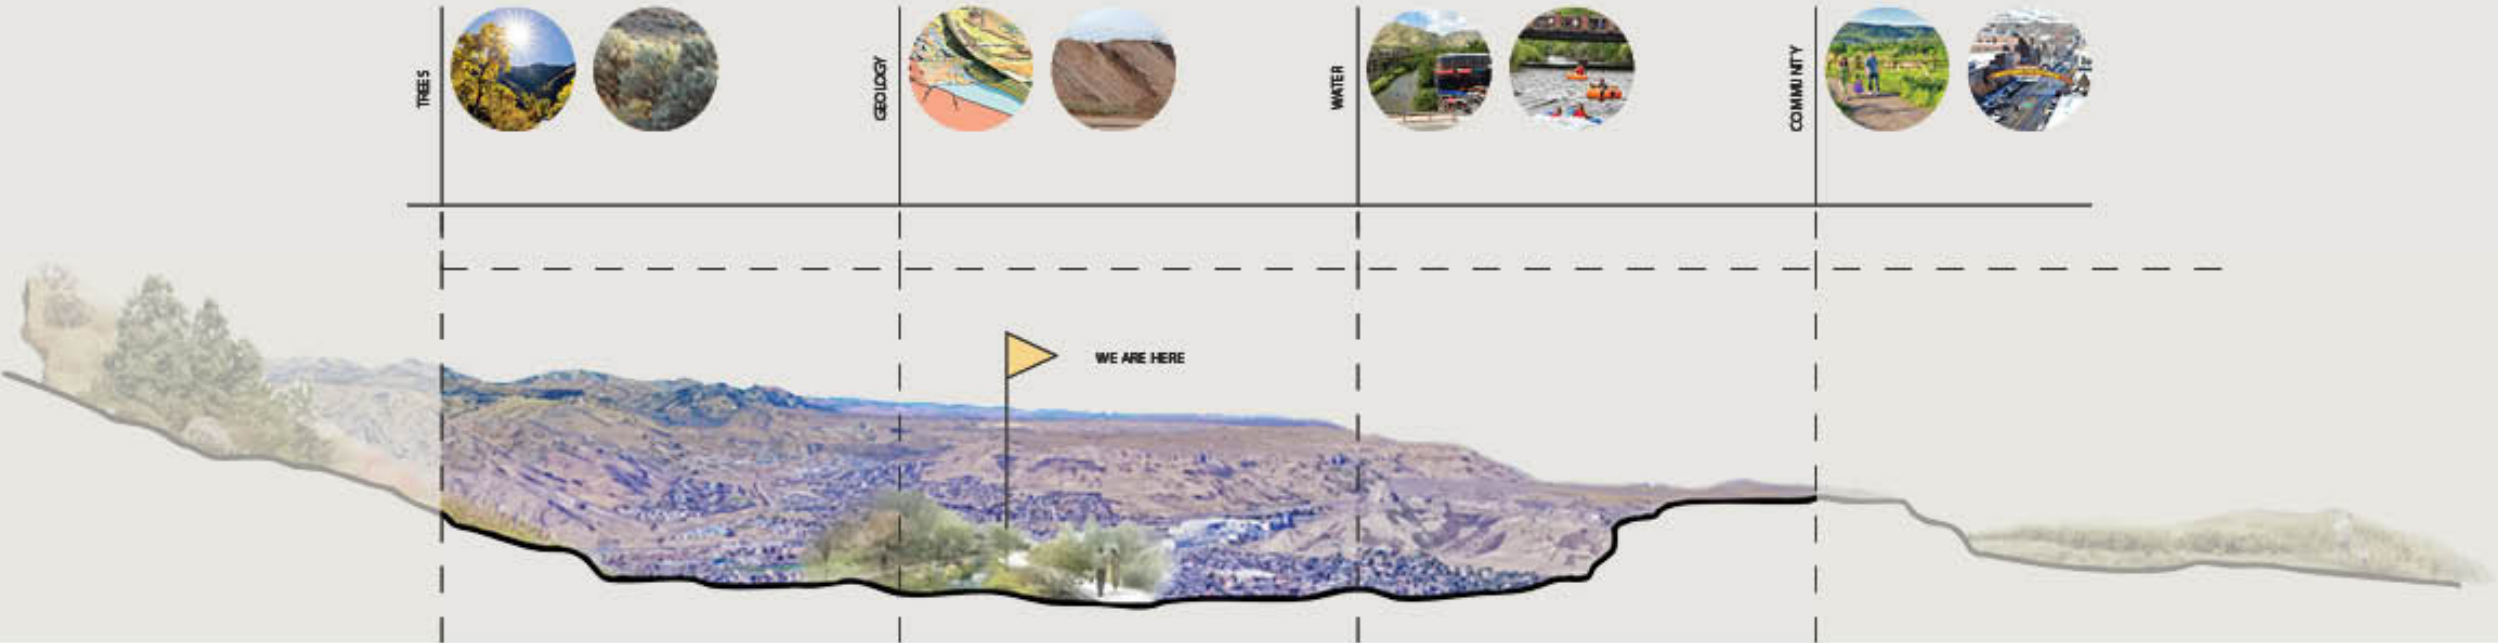 TREES
GEOLOGY
WATER
COMMUNITY
WE ARE HERE